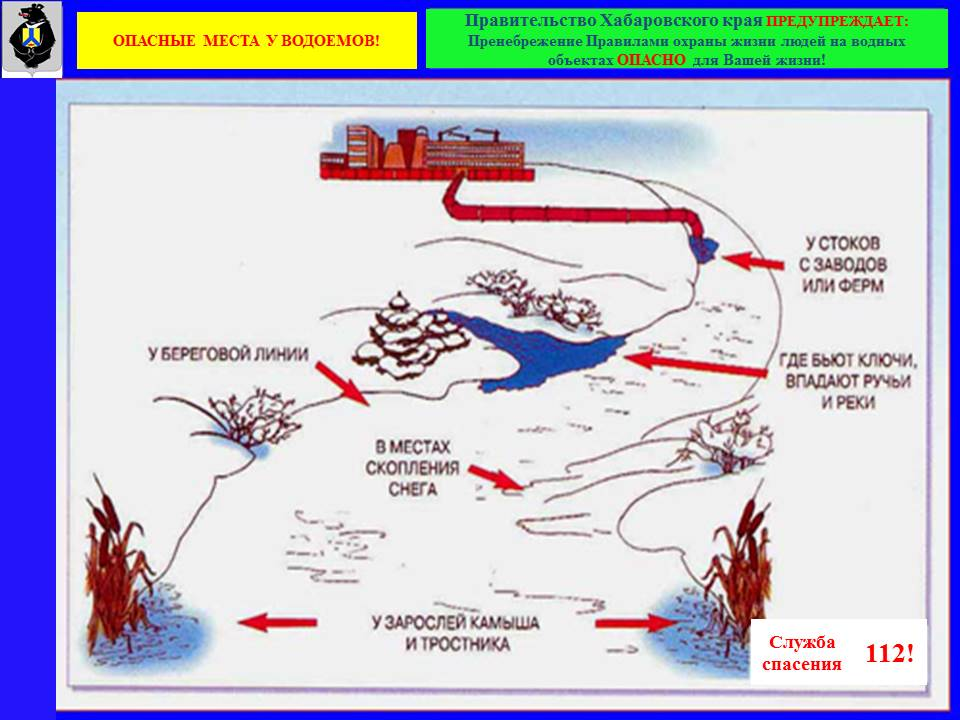 ОПАСНЫЕ МЕСТА У ВОДОЕМОВ!
Правительство Хабаровского края ПРЕДУПРЕЖДАЕТ:
Пренебрежение Правилами охраны жизни людей на водных
объектах ОПАСНО для Вашей жизни!
У СТОКОВ
С ЗАВОДОВ
ИЛИ ФЕРМ
У БЕРЕГОВОЙ ЛИНИИ
ГДЕ БЬЮТ КЛЮЧИ,
ВПАДАЮТ РУЧЬИ
И РЕКИ
В МЕСТАХ
СКОПЛЕНИЯ
СНЕГА
У ЗАРОСЛЕЙ КАМЫША
И ТРОСТНИКА
Служба
спасения
112!